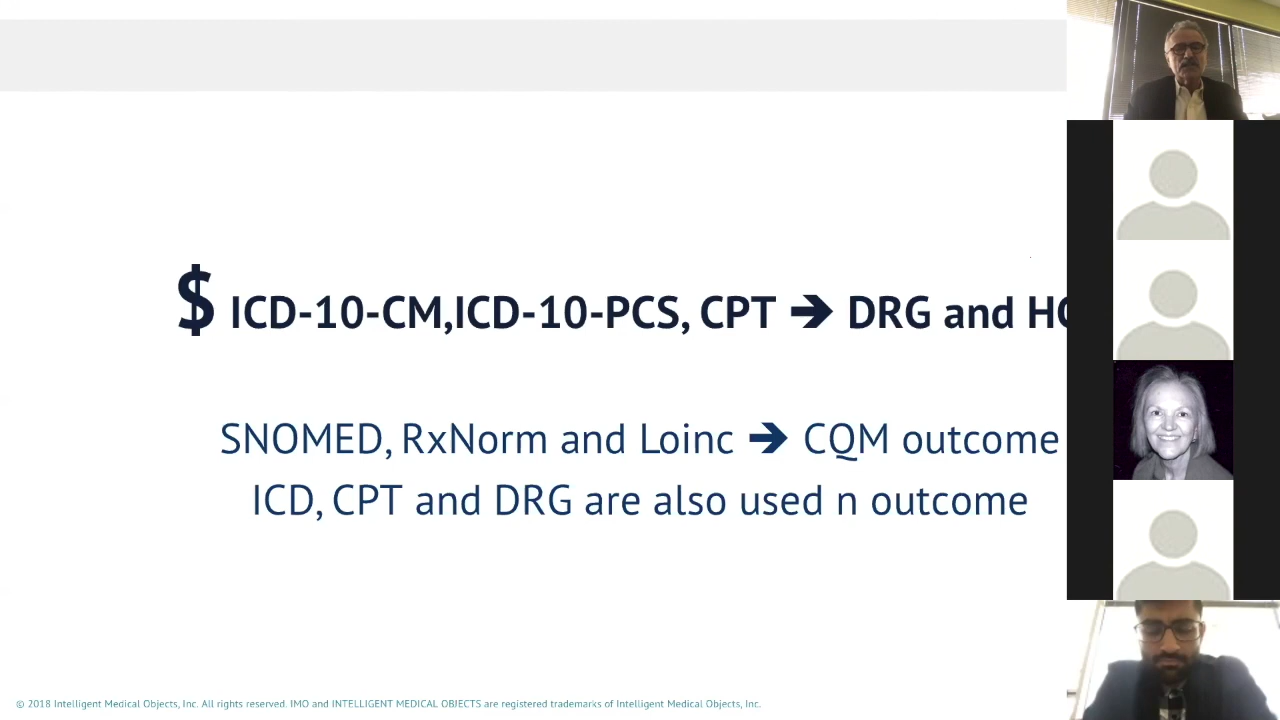 $ ICD-10-CM,ICD-10-PCS, CPT ➔ DRG and
SNOMED, RxNorm and Loinc ➔ CQM outcome
ICD, CPT and DRG are also used n outcome
© 2018 Intelligent Medical Objects, Inc. All rights reserved. IMO and INTELLIGENT MEDICAL OBJECTS are registered trademarks of Intelligent Medical Objects, Inc.